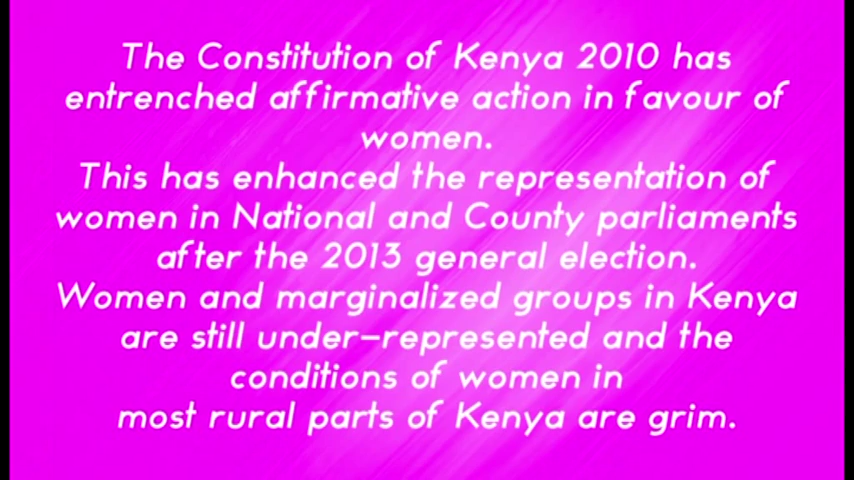 The Constitution of Kenya 2010 has
entrenched affirmative action in favour of
women.
This has enhanced the representation of
women in National and County parliaments
after the 2013 general election.
Women and marginalized groups in Kenya
are still under-represented and the
conditions of women in
most rural parts of Kenya are grim.